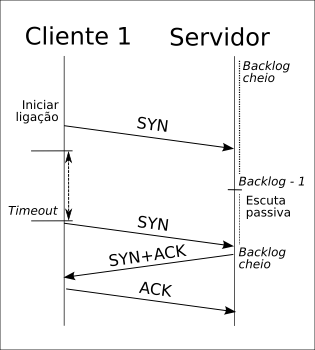 Cliente 1
Servidor
Backlog
cheio
Iniciar
ligação
SYN
Backlog - 1
Escuta
passiva
Timeout
SYN
SYN+ACK
Backlog
cheio
ACK